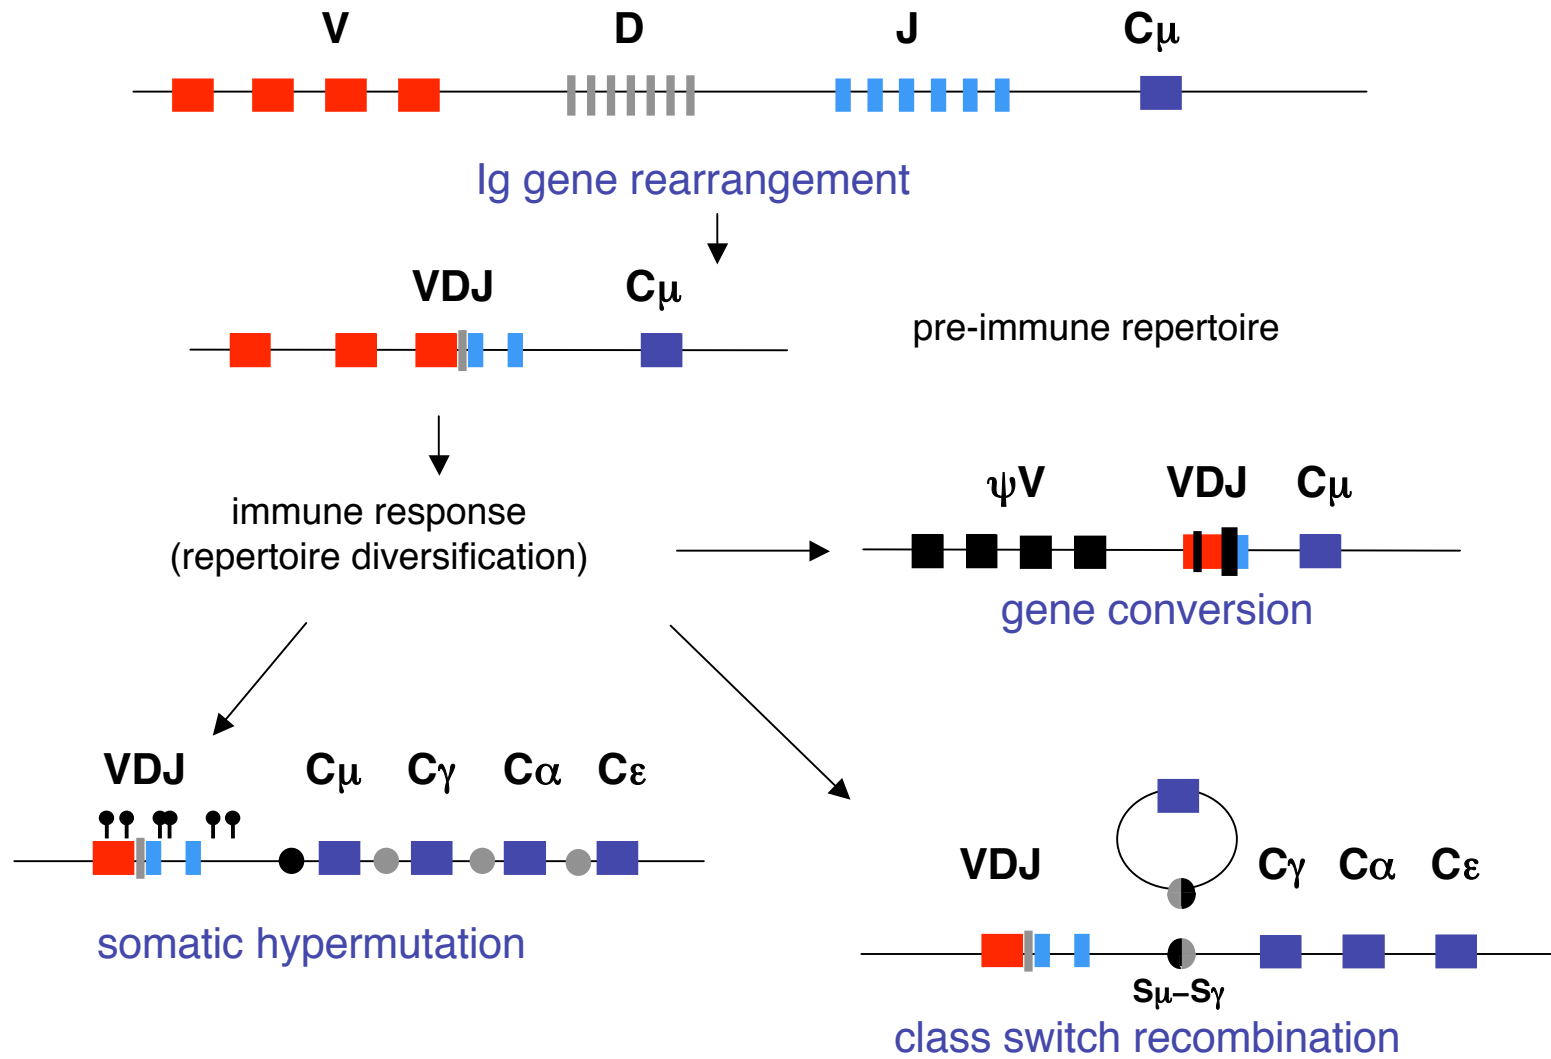 V D J Cμ
Ig gene rearrangement
VDJ Cμ
pre-immune repertoire
immune response
(repertoire diversification)
ψV VDJ Cμ
gene conversion
VDJ Cμ Cγ Cα Cε
somatic hypermutation
VDJ Cγ Cα Cε
Sμ–Sγ
class switch recombination